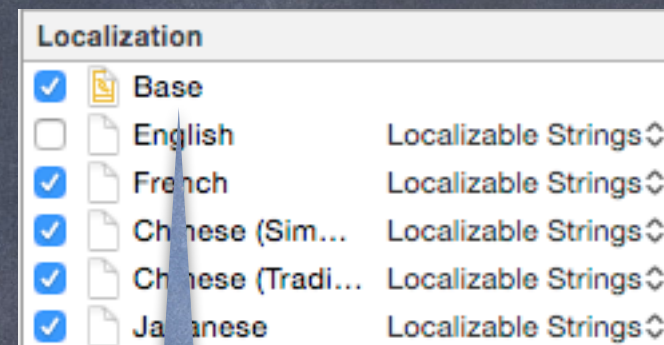 Localization
Base
English Localizable Strings
French Localizable Strings
Chinese (Sim... Localizable Strings
Chinese (Tradi... Localizable Strings
Japanese Localizable Strings